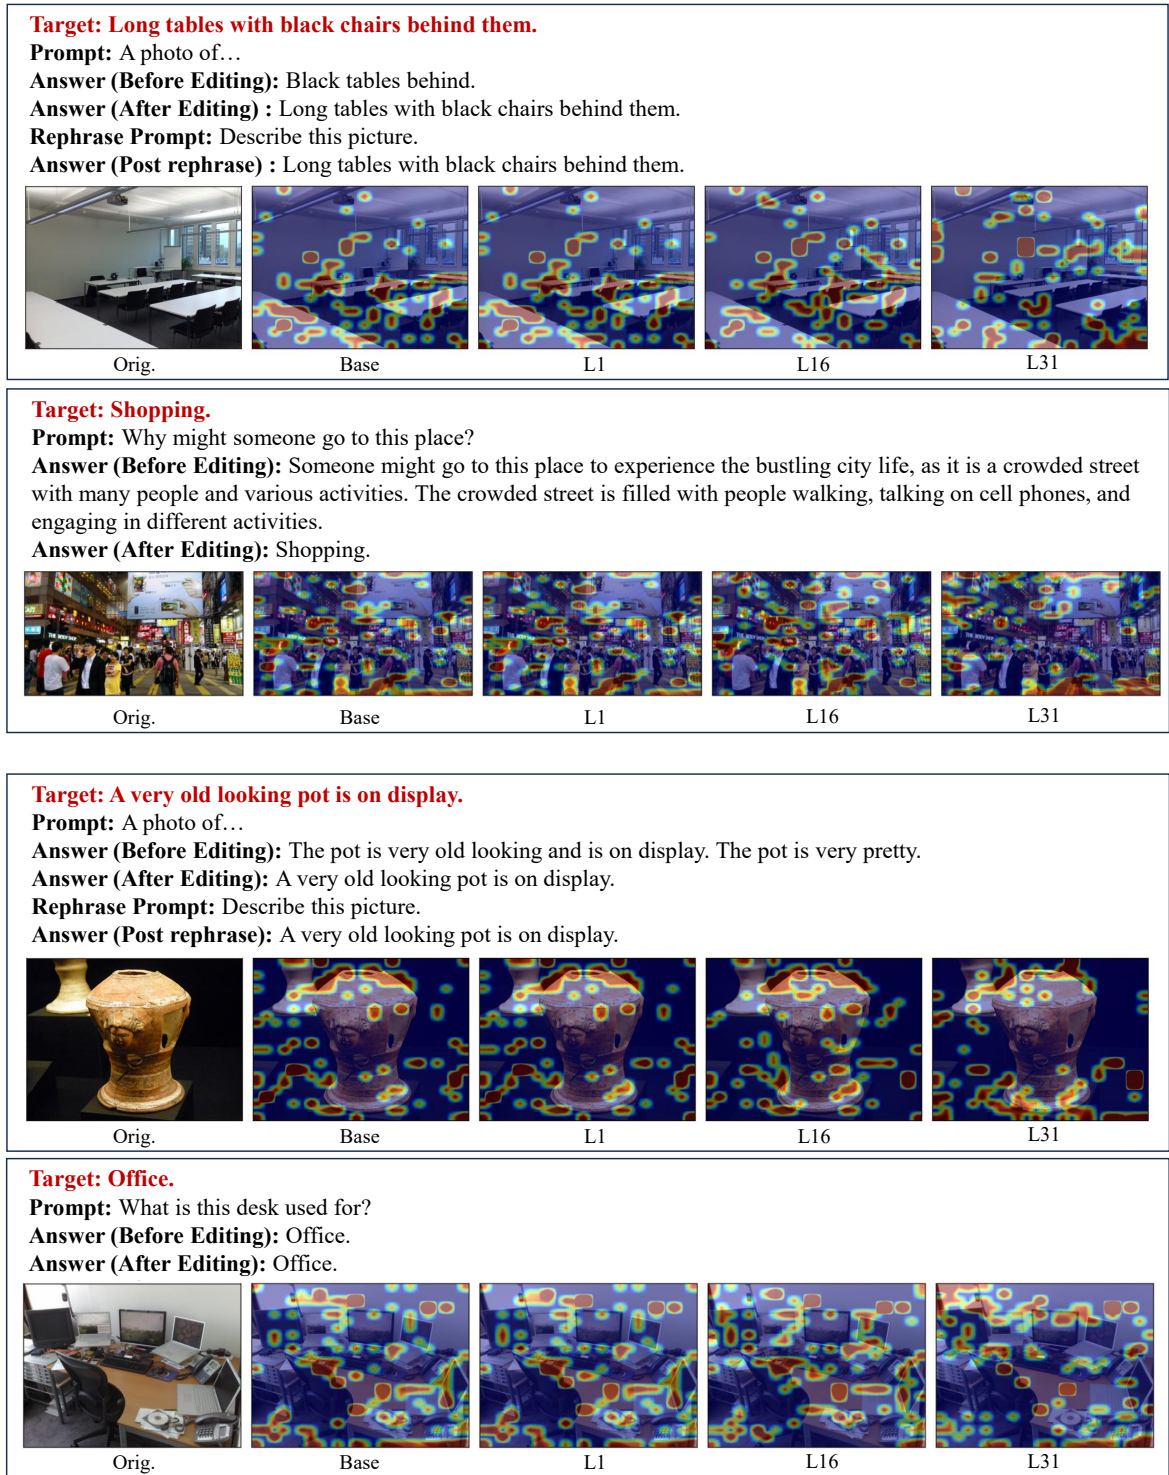 Target: Long tables with black chairs behind them.
Prompt: A photo of…
Answer (Before Editing): Black tables behind.
Answer (After Editing) : Long tables with black chairs behind them.
Rephrase Prompt: Describe this picture.
Answer (Post rephrase) : Long tables with black chairs behind them.
Orig. Base L1 L16 L31
Target: Shopping.
Prompt: Why might someone go to this place?
Answer (Before Editing): Someone might go to this place to experience the bustling city life, as it is a crowded street
with many people and various activities. The crowded street is filled with people walking, talking on cell phones, and
engaging in different activities.
Answer (After Editing): Shopping.
THE BODY SHOP
Orig. Base L1 L16 L31
Target: A very old looking pot is on display.
Prompt: A photo of…
Answer (Before Editing): The pot is very old looking and is on display. The pot is very pretty.
Answer (After Editing): A very old looking pot is on display.
Rephrase Prompt: Describe this picture.
Answer (Post rephrase): A very old looking pot is on display.
Orig. Base L1 L16 L31
Target: Office.
Prompt: What is this desk used for?
Answer (Before Editing): Office.
Answer (After Editing): Office.
Orig. Base L1 L16 L31